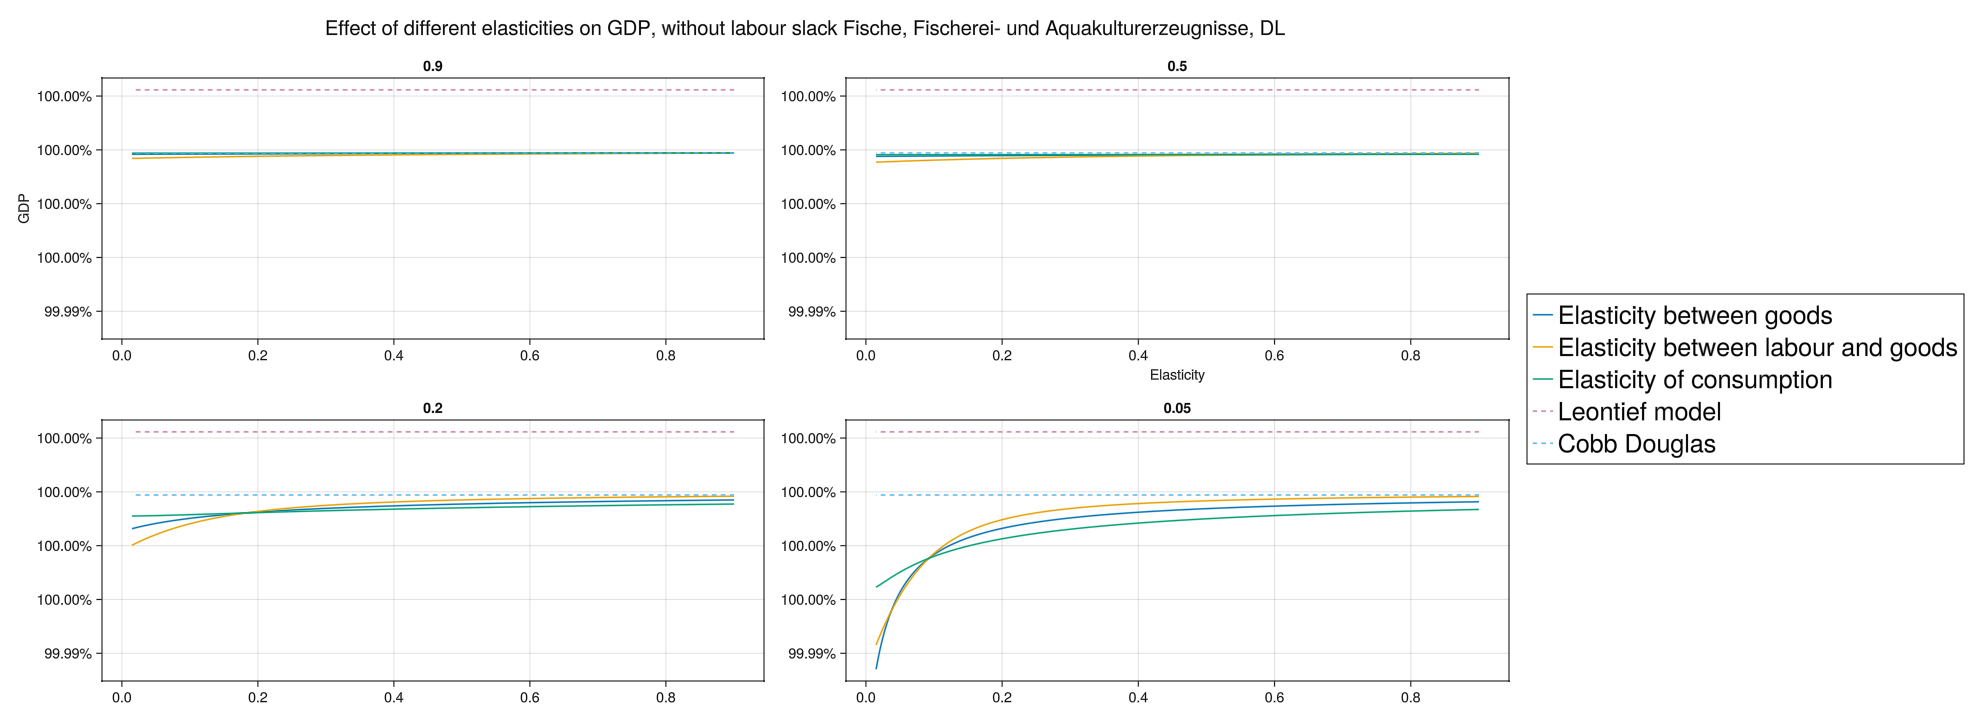 Effect of different elasticities on GDP, without labour slack Fische, Fischerei- und Aquakulturerzeugnisse, DL
0.9
100.00%
100.00%
100.00%
100.00%
99.99%
GDP
0.0 0.2 0.4 0.6 0.8
0.5
100.00%
100.00%
100.00%
100.00%
99.99%
0.0 0.2 0.4 0.6 0.8
Elasticity
0.2
100.00%
100.00%
100.00%
100.00%
99.99%
0.0 0.2 0.4 0.6 0.8
0.05
100.00%
100.00%
100.00%
100.00%
99.99%
0.0 0.2 0.4 0.6 0.8
Elasticity between goods
Elasticity between labour and goods
Elasticity of consumption
Leontief model
Cobb Douglas